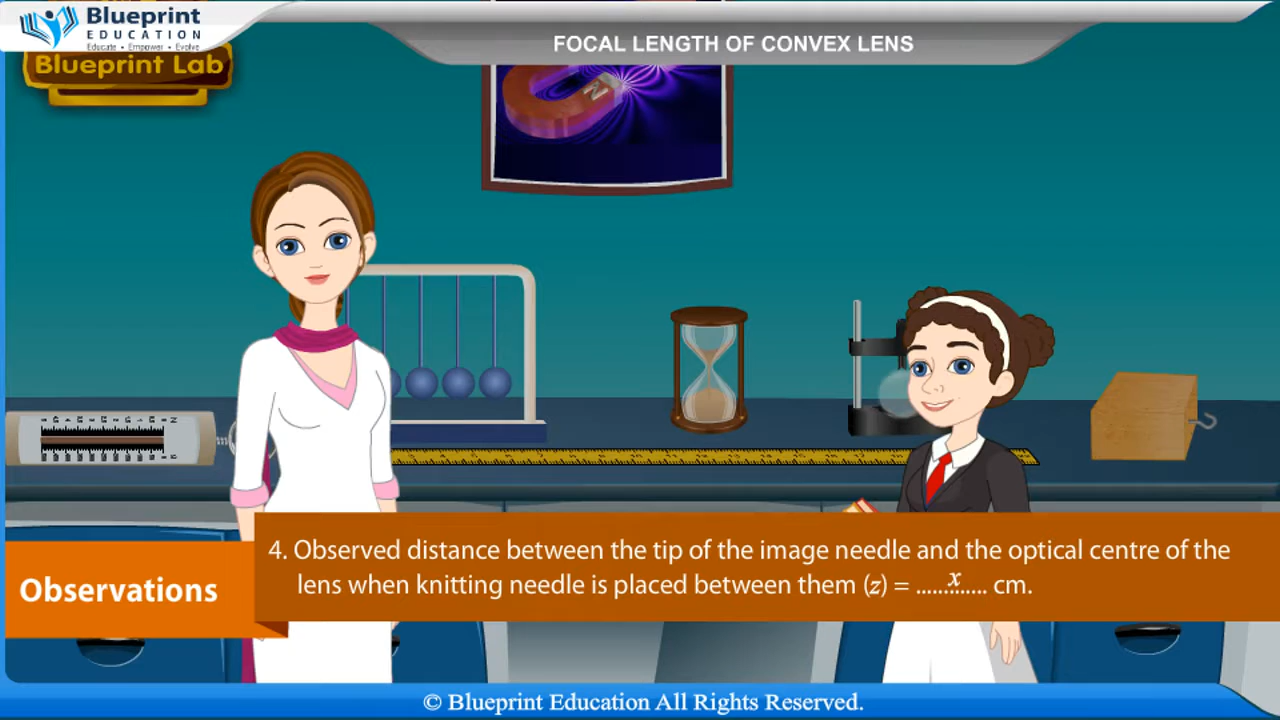 Blueprint
EDUCATION
Educate • Empower • Evolve
Blueprint Lab
FOCAL LENGTH OF CONVEX LENS
N
4. Observed distance between the tip of the image needle and the optical centre of the
lens when knitting needle is placed between them (z) = ......x...... cm.
Observations
© Blueprint Education All Rights Reserved.